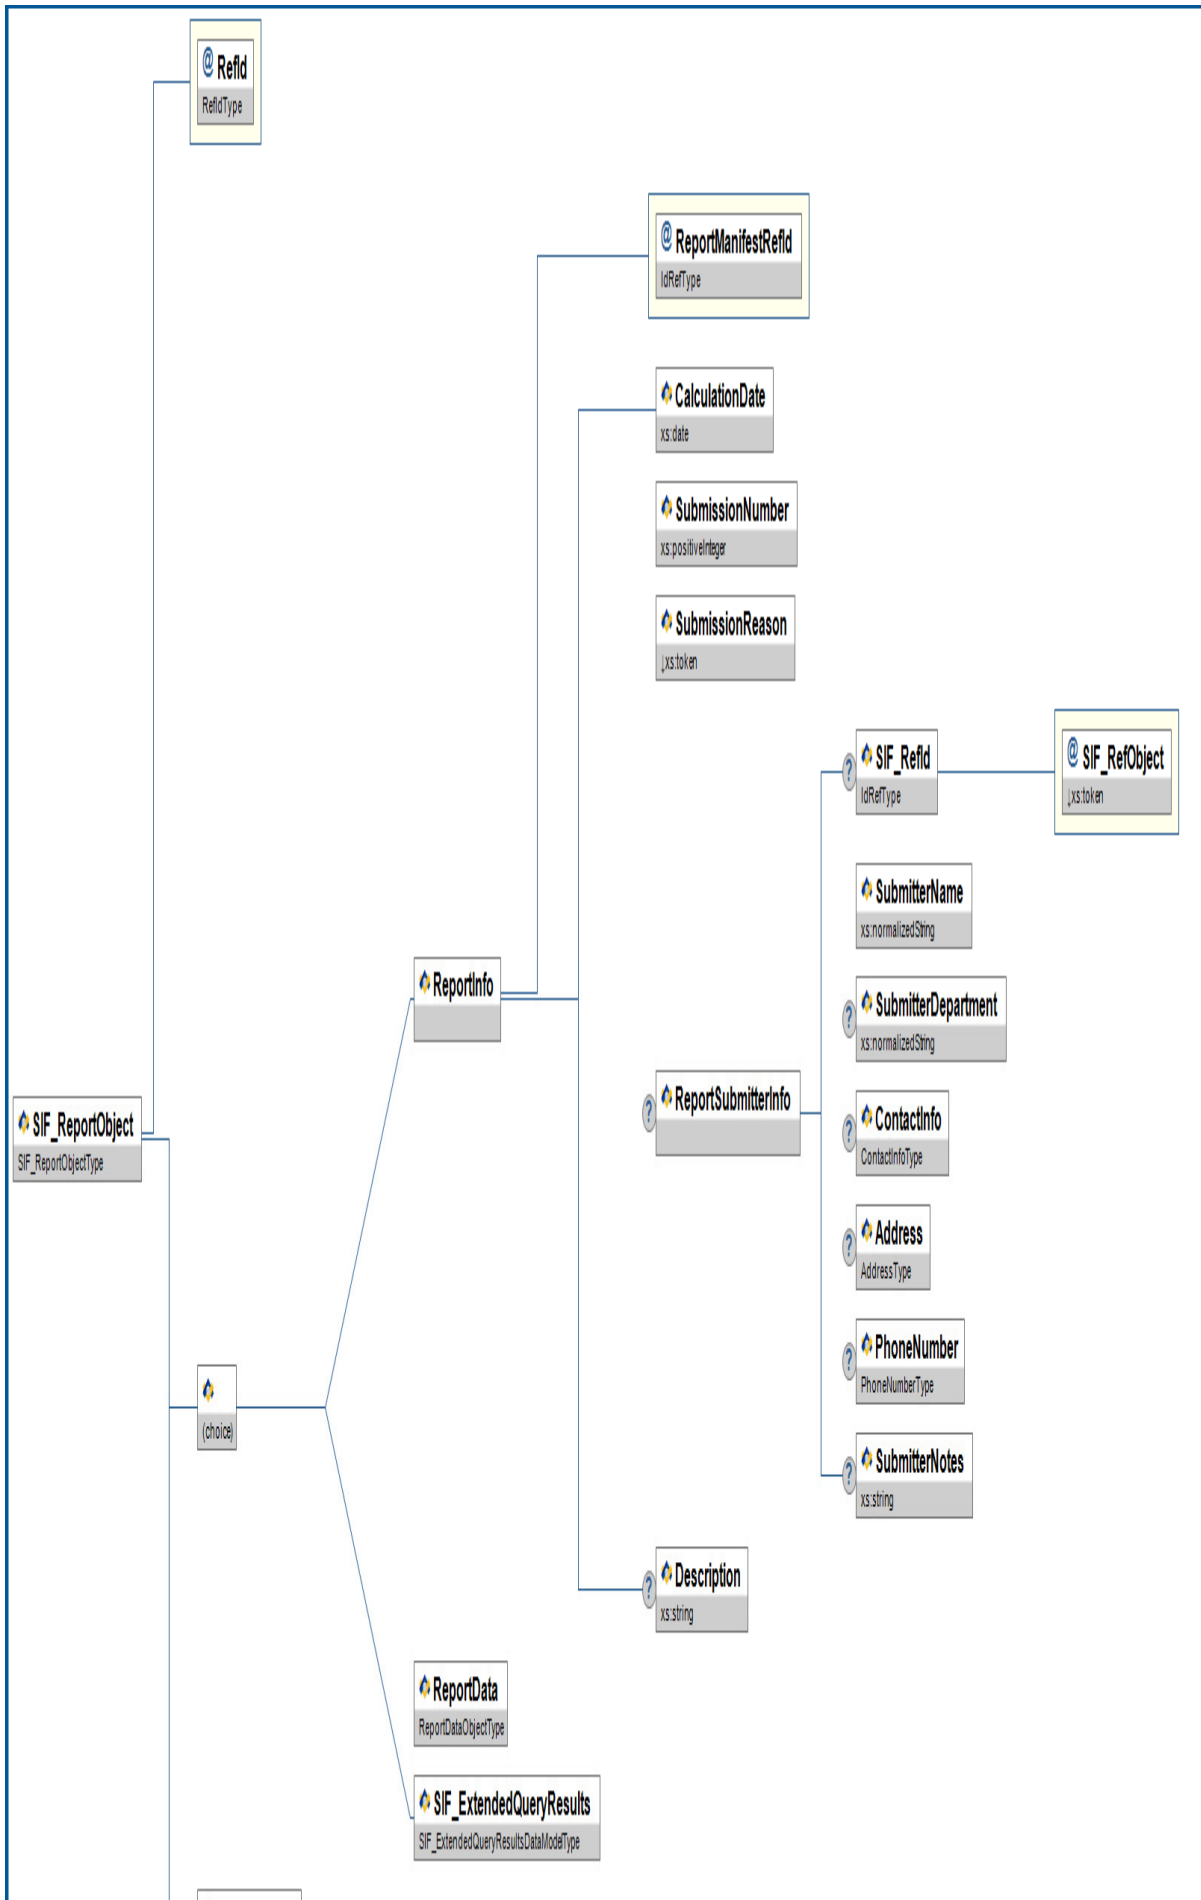 @ RefId
RefIdType
@ ReportManifestRefId
IdRefType
CalculationDate
xs:date
SubmissionNumber
xs:positiveInteger
SubmissionReason
↓xs:token
? SIF_RefId
IdRefType
@ SIF_RefObject
↓xs:token
SubmitterName
xs:normalizedString
ReportInfo
? SubmitterDepartment
xs:normalizedString
? ReportSubmitterInfo
SIF_ReportObject
SIF_ReportObjectType
? ContactInfo
ContactInfoType
? Address
AddressType
? PhoneNumber
PhoneNumberType
(choice)
? SubmitterNotes
xs:string
? Description
xs:string
ReportData
ReportDataObjectType
SIF_ExtendedQueryResults
SIF_ExtendedQueryResultsDataModelType